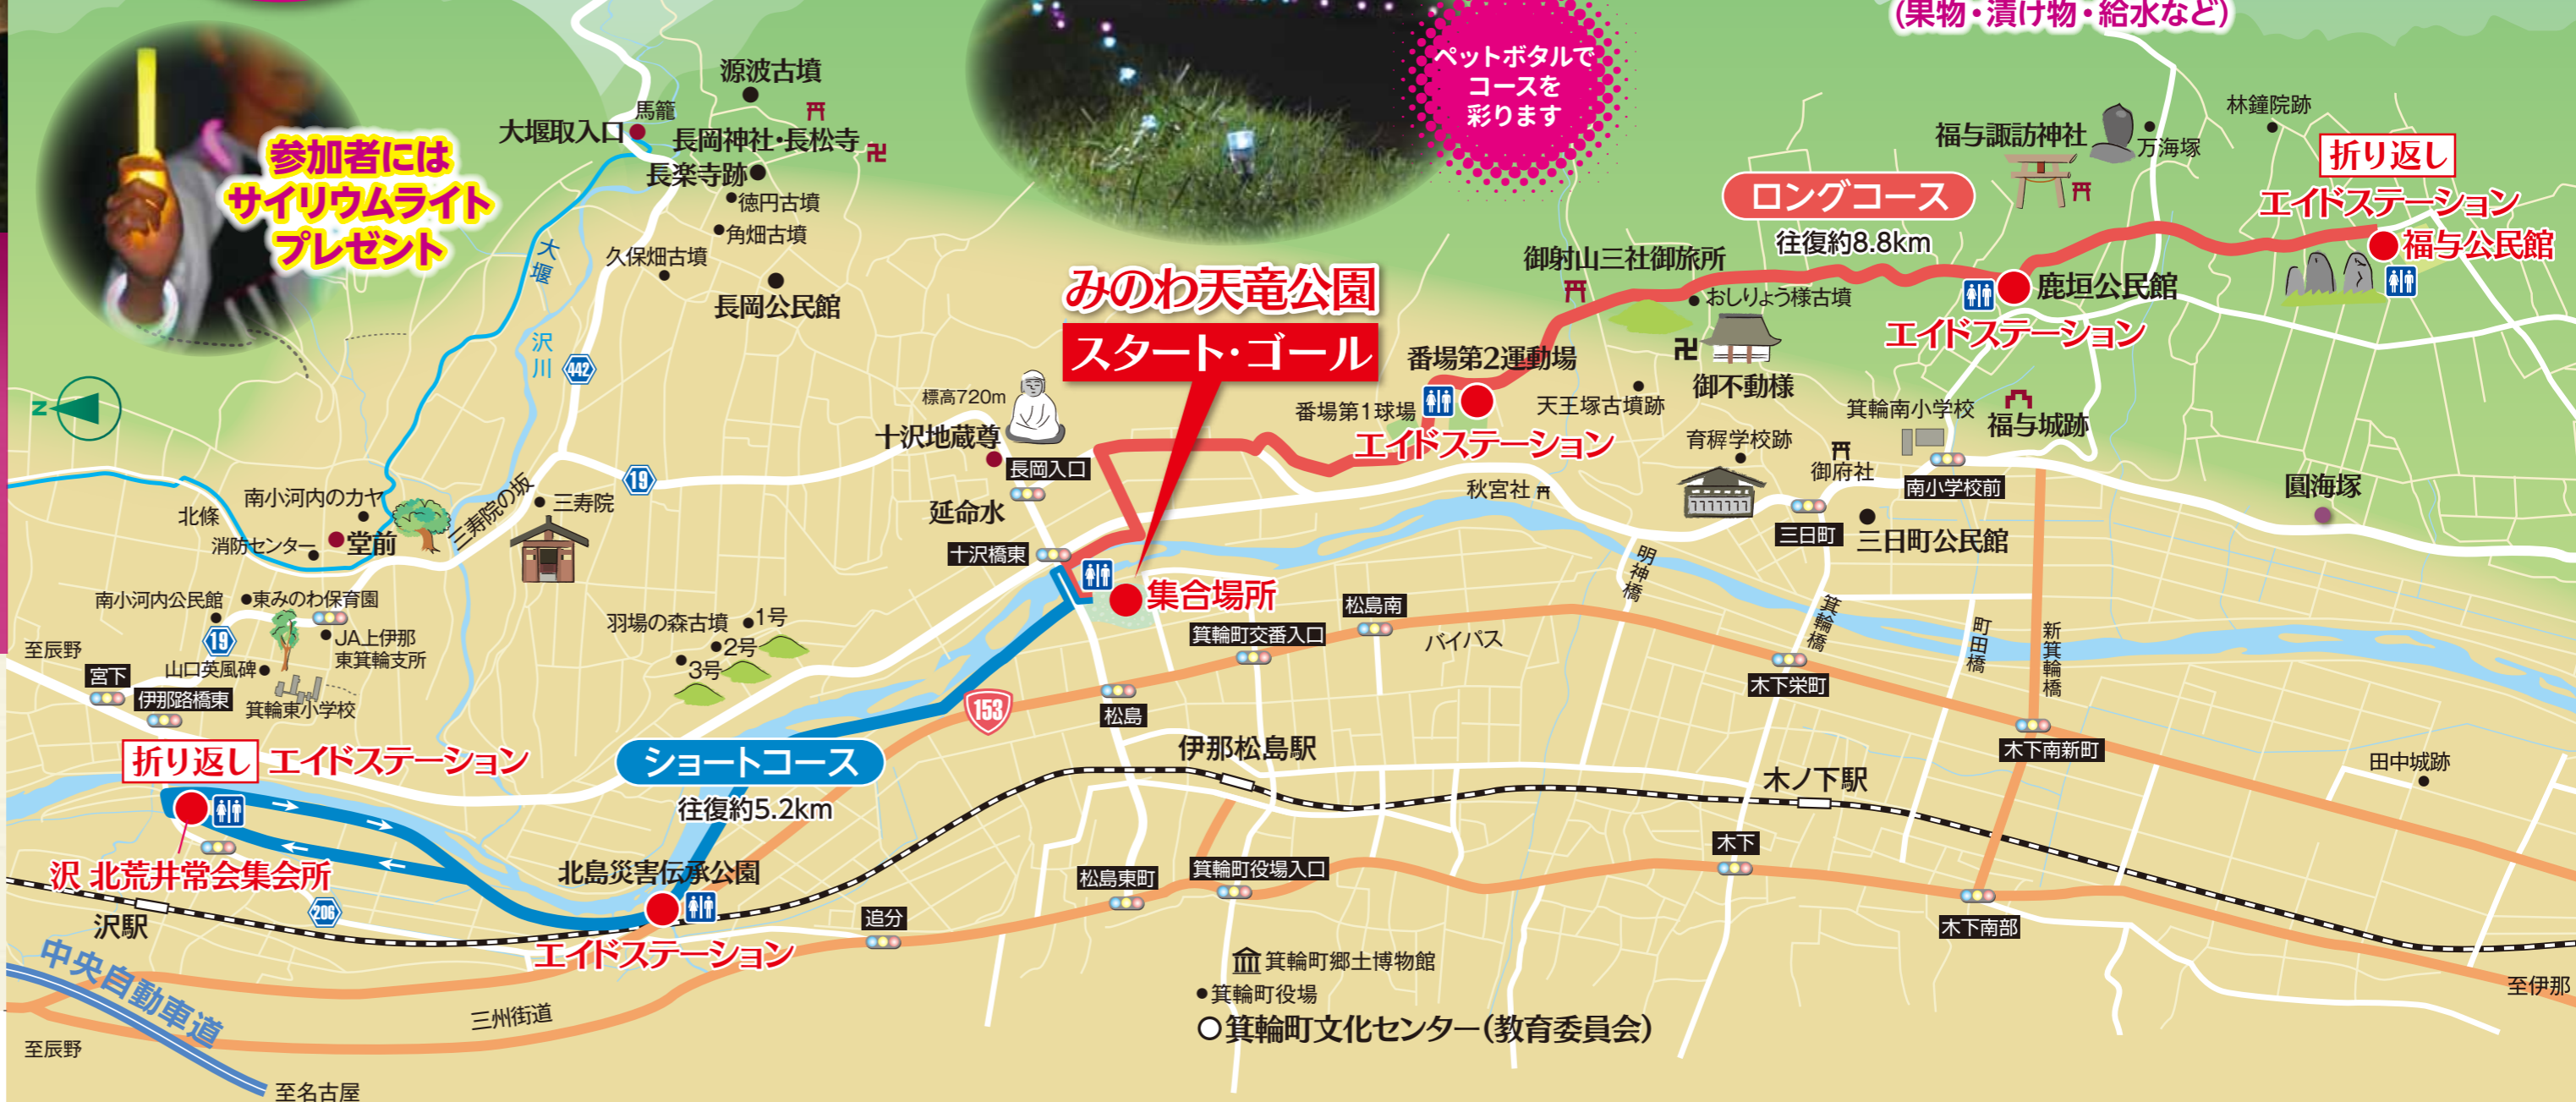 (果物・漬け物・給水など)
ペットボタルで
コースを
彩ります
参加者には
サイリウムライト
プレゼント
源波古墳
馬籠
大堰取入口
長岡神社・長松寺
長楽寺跡
徳円古墳
角畑古墳
久保畑古墳
長岡公民館
大堰
沢川
442
林鐘院跡
福与諏訪神社
万海塚
折り返し
エイドステーション
福与公民館
ロングコース
往復約8.8km
御射山三社御旅所
おしりょう様古墳
鹿垣公民館
エイドステーション
みのわ天竜公園
スタート・ゴール
番場第2運動場
番場第1球場
エイドステーション
天王塚古墳跡
御不動様
箕輪南小学校
福与城跡
育穉学校跡
御府社
南小学校前
圓海塚
秋宮社
三日町
三日町公民館
N
標高720m
十沢地蔵尊
長岡入口
延命水
十沢橋東
19
南小河内のカヤ
北條
消防センター
堂前
三寿院の坂
三寿院
集合場所
明神橋
箕輪橋
町田橋
新箕輪橋
南小河内公民館
東みのわ保育園
19
JA上伊那
東箕輪支所
山口英風碑
箕輪東小学校
至辰野
宮下
伊那路橋東
羽場の森古墳
1号
2号
3号
松島南
箕輪町交番入口
バイパス
木下栄町
153
松島
木下南新町
田中城跡
伊那松島駅
木ノ下駅
折り返し
エイドステーション
ショートコース
往復約5.2km
沢 北荒井常会集会所
北島災害伝承公園
エイドステーション
206
沢駅
追分
松島東町
箕輪町役場入口
木下
木下南部
中央自動車道
三州街道
箕輪町郷土博物館
箕輪町役場
箕輪町文化センター(教育委員会)
至伊那
至辰野
至名古屋